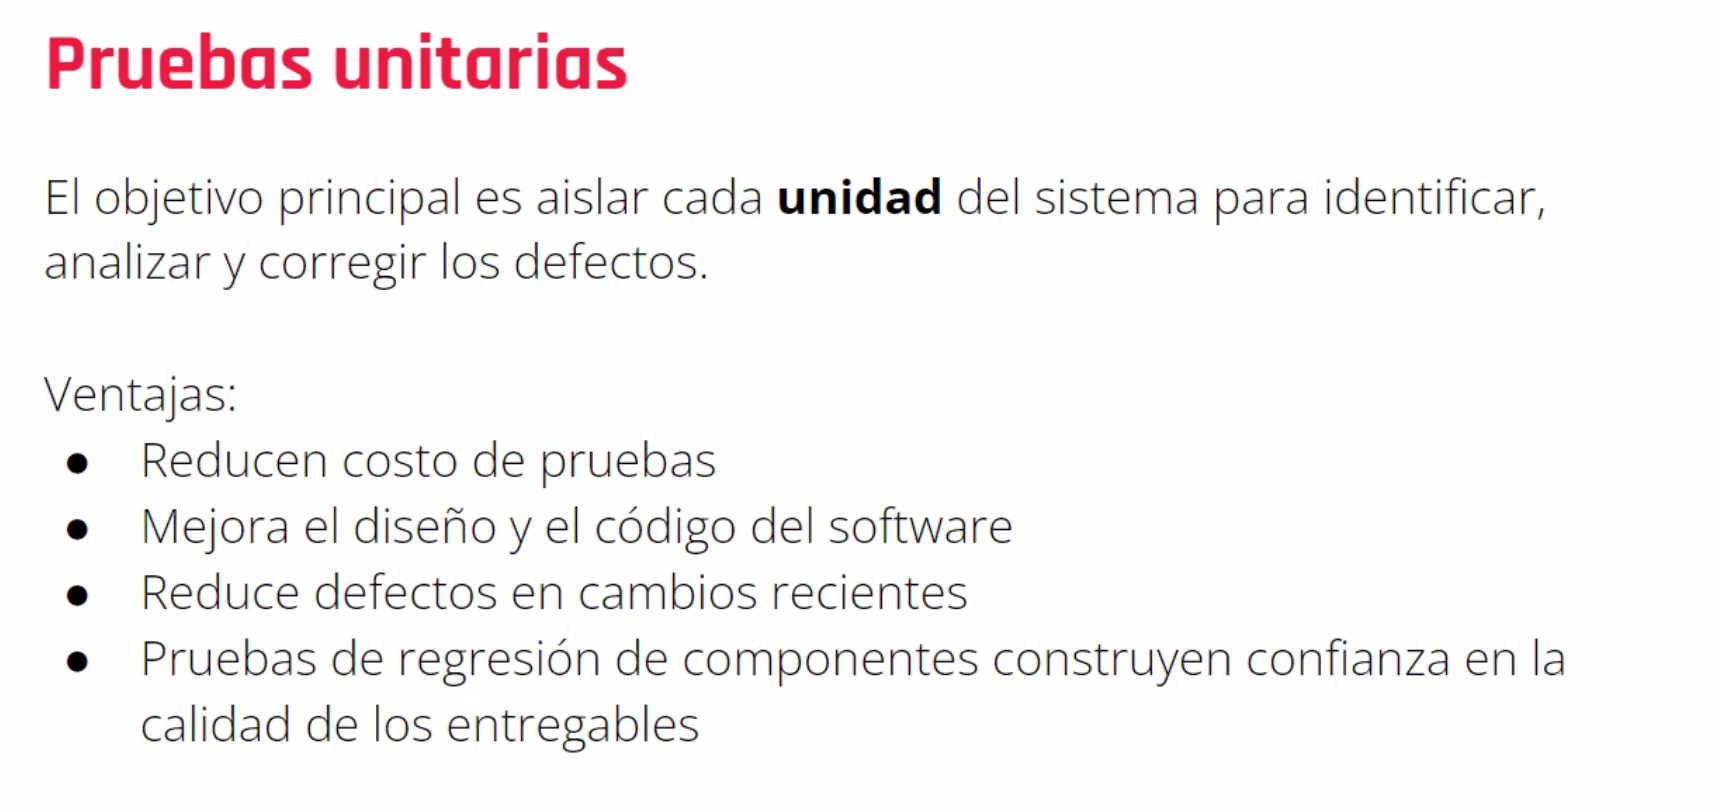 Pruebas unitarias
El objetivo principal es aislar cada unidad del sistema para identificar,
analizar y corregir los defectos.
Ventajas:
● Reducen costo de pruebas
● Mejora el diseño y el código del software
● Reduce defectos en cambios recientes
● Pruebas de regresión de componentes construyen confianza en la
calidad de los entregables